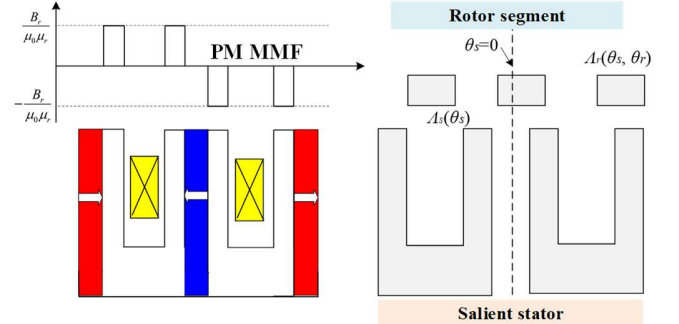 B_r
μ_0μ_r
PM MMF
-B_r
μ_0μ_r
Rotor segment
θ_s=0
Λ_r(θ_s, θ_r)
Λ_s(θ_s)
Salient stator